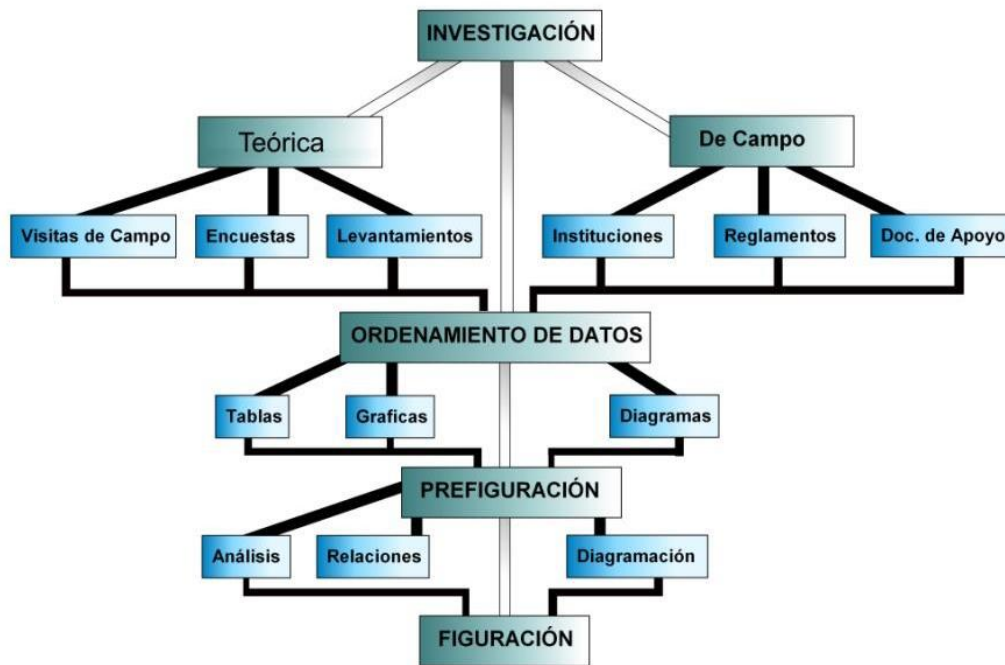 INVESTIGACIÓN
Teórica
De Campo
Visitas de Campo
Encuestas
Levantamientos
Instituciones
Reglamentos
Doc. de Apoyo
ORDENAMIENTO DE DATOS
Tablas
Graficas
Diagramas
PREFIGURACIÓN
Análisis
Relaciones
Diagramación
FIGURACIÓN